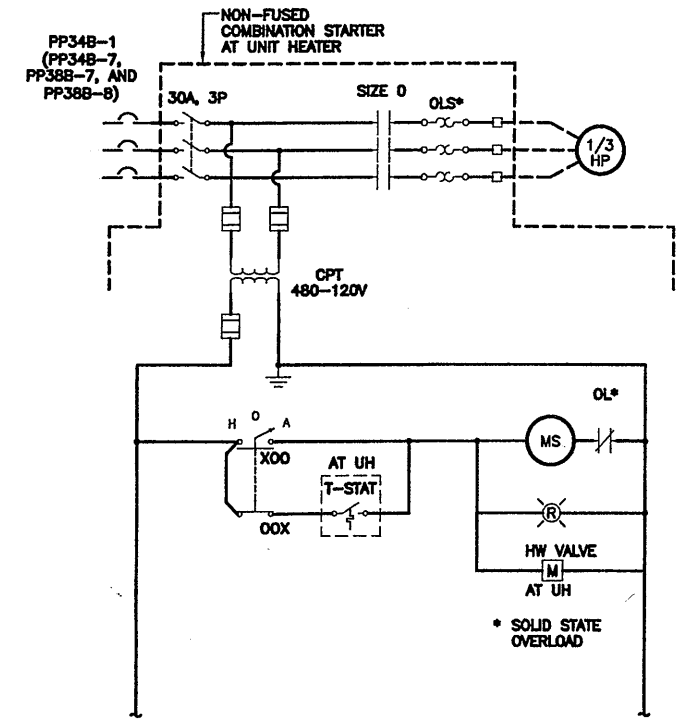 NON-FUSED
COMBINATION STARTER
AT UNIT HEATER
PP34B-1
(PP34B-7,
PP38B-7, AND
PP38B-8)
30A, 3P
SIZE 0
OLS*
1/3
HP
CPT
480-120V
OL*
H O A
XOO
MS
AT UH
T-STAT
OOX
R
HW VALVE
M
AT UH
* SOLID STATE
OVERLOAD